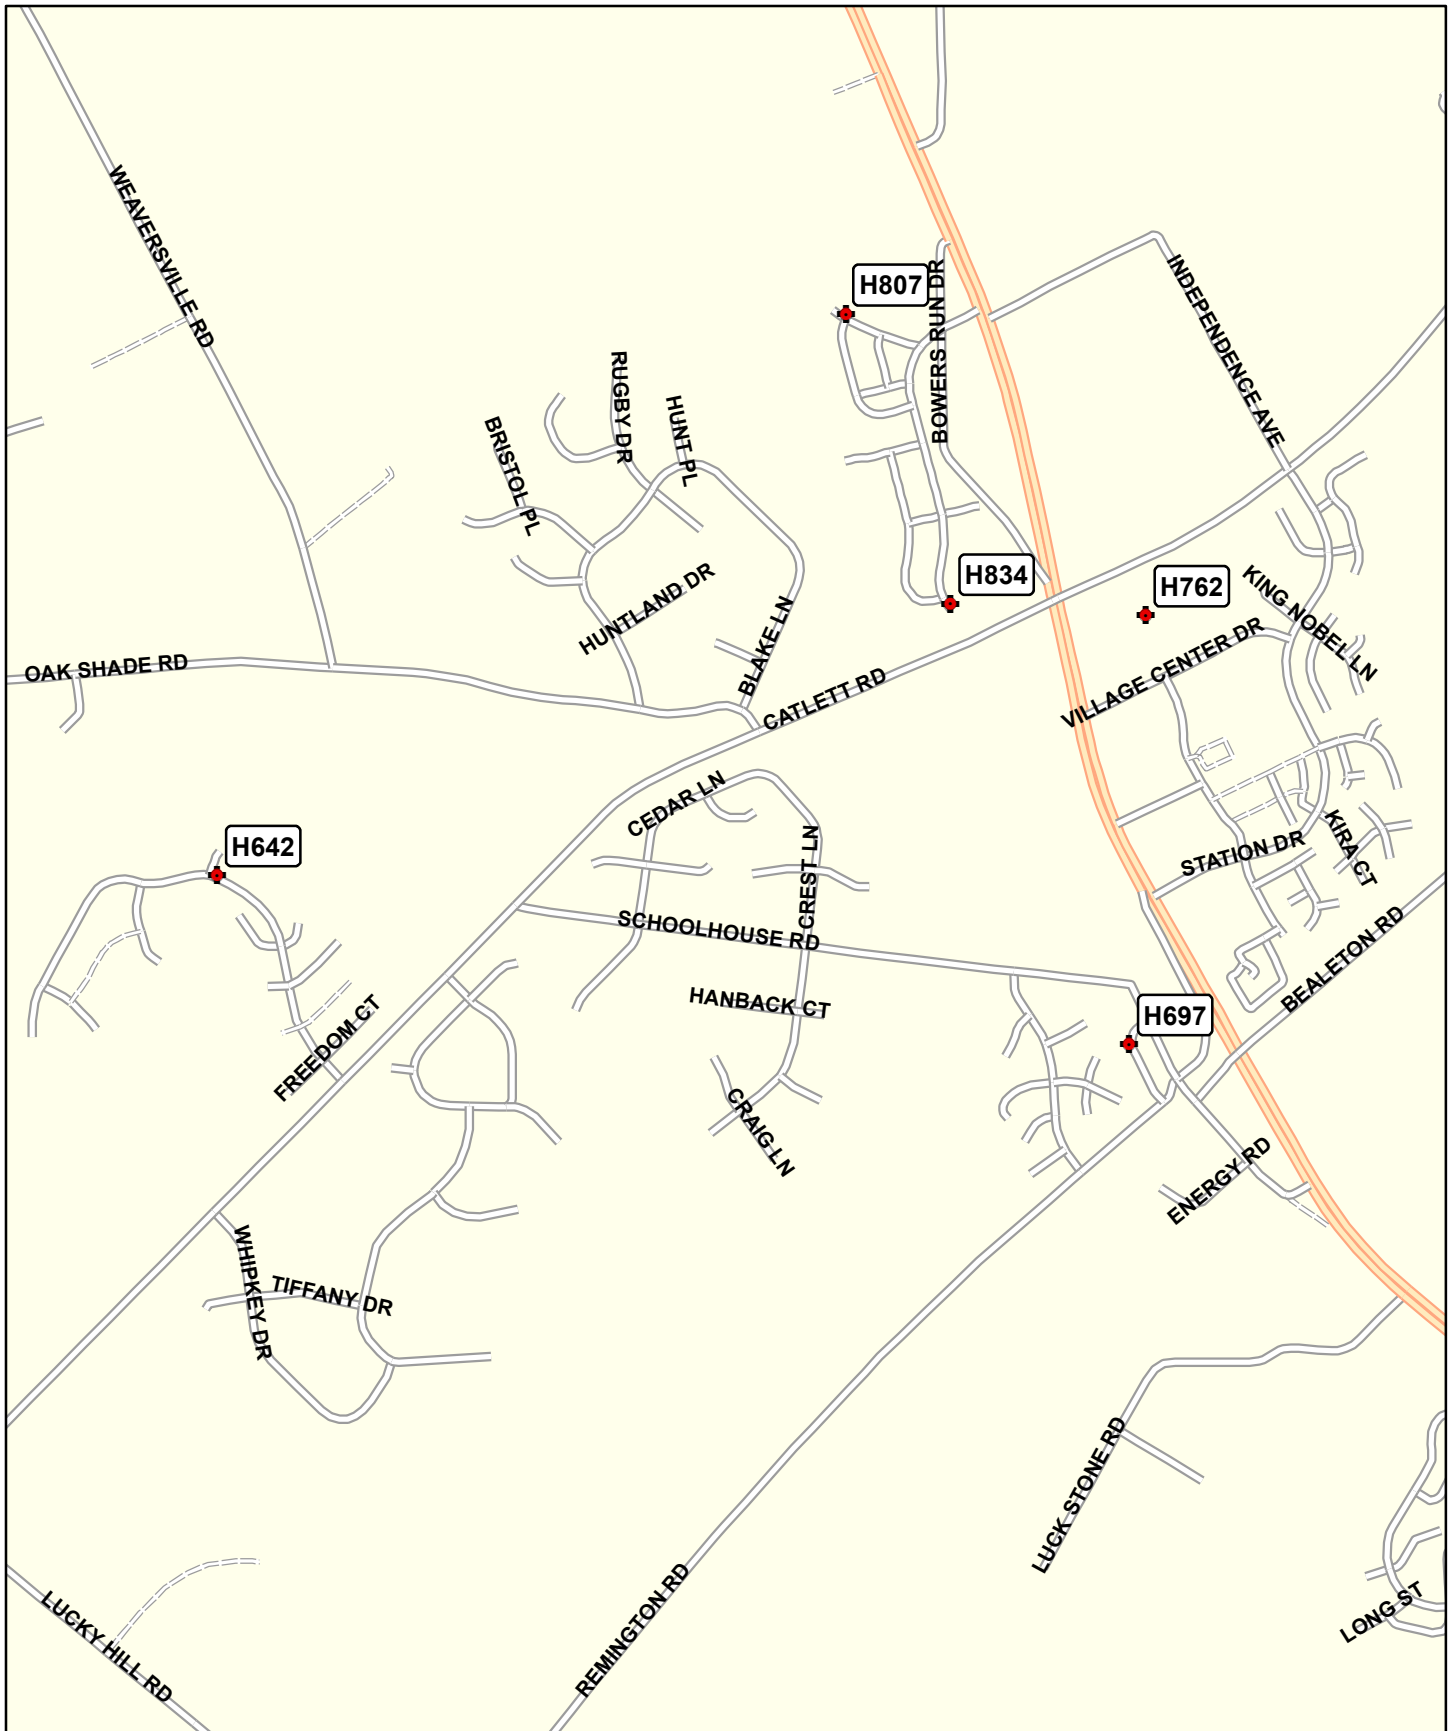 WEAVERSVILLE RD
H807
BOWERS RUN DR
INDEPENDENCE AVE
RUGBY DR
HUNT PL
BRISTOL PL
HUNTLAND DR
BLAKE LN
H834
H762
KING NOBEL LN
VILLAGE CENTER DR
OAK SHADE RD
CATLETT RD
CEDAR LN
CREST LN
H642
STATION DR
KIRA CT
SCHOOLHOUSE RD
BEALETON RD
HANBACK CT
H697
FREEDOM CT
CRAIG LN
ENERGY RD
WHIPKEY DR
TIFFANY DR
LUCK STONE RD
REMINGTON RD
LUCKY HILL RD
LONG ST